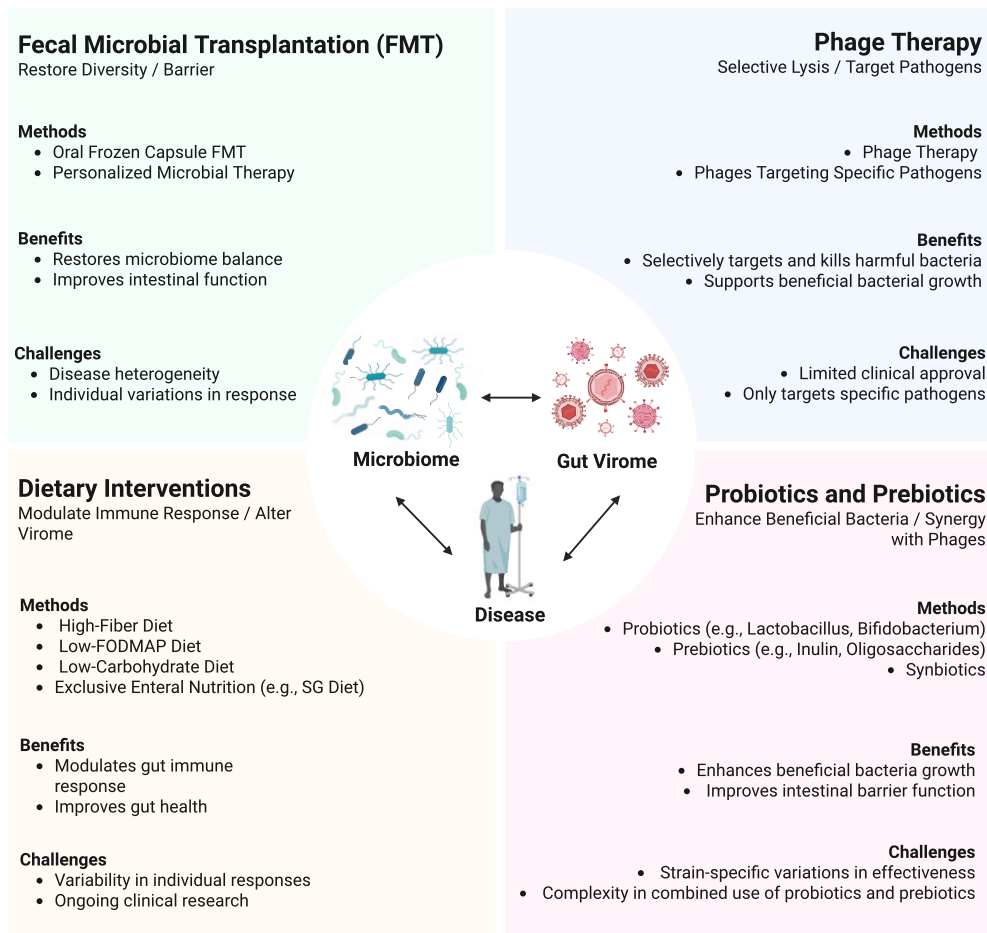 Fecal Microbial Transplantation (FMT)
Restore Diversity / Barrier
Methods
• Oral Frozen Capsule FMT
• Personalized Microbial Therapy
Benefits
• Restores microbiome balance
• Improves intestinal function
Challenges
• Disease heterogeneity
• Individual variations in response
Phage Therapy
Selective Lysis / Target Pathogens
Methods
• Phage Therapy
• Phages Targeting Specific Pathogens
Benefits
• Selectively targets and kills harmful bacteria
• Supports beneficial bacterial growth
Challenges
• Limited clinical approval
• Only targets specific pathogens
Microbiome
Gut Virome
Disease
Dietary Interventions
Modulate Immune Response / Alter
Virome
Methods
• High-Fiber Diet
• Low-FODMAP Diet
• Low-Carbohydrate Diet
• Exclusive Enteral Nutrition (e.g., SG Diet)
Benefits
• Modulates gut immune
response
• Improves gut health
Challenges
• Variability in individual responses
• Ongoing clinical research
Probiotics and Prebiotics
Enhance Beneficial Bacteria / Synergy
with Phages
Methods
• Probiotics (e.g., Lactobacillus, Bifidobacterium)
• Prebiotics (e.g., Inulin, Oligosaccharides)
• Synbiotics
Benefits
• Enhances beneficial bacteria growth
• Improves intestinal barrier function
Challenges
• Strain-specific variations in effectiveness
• Complexity in combined use of probiotics and prebiotics